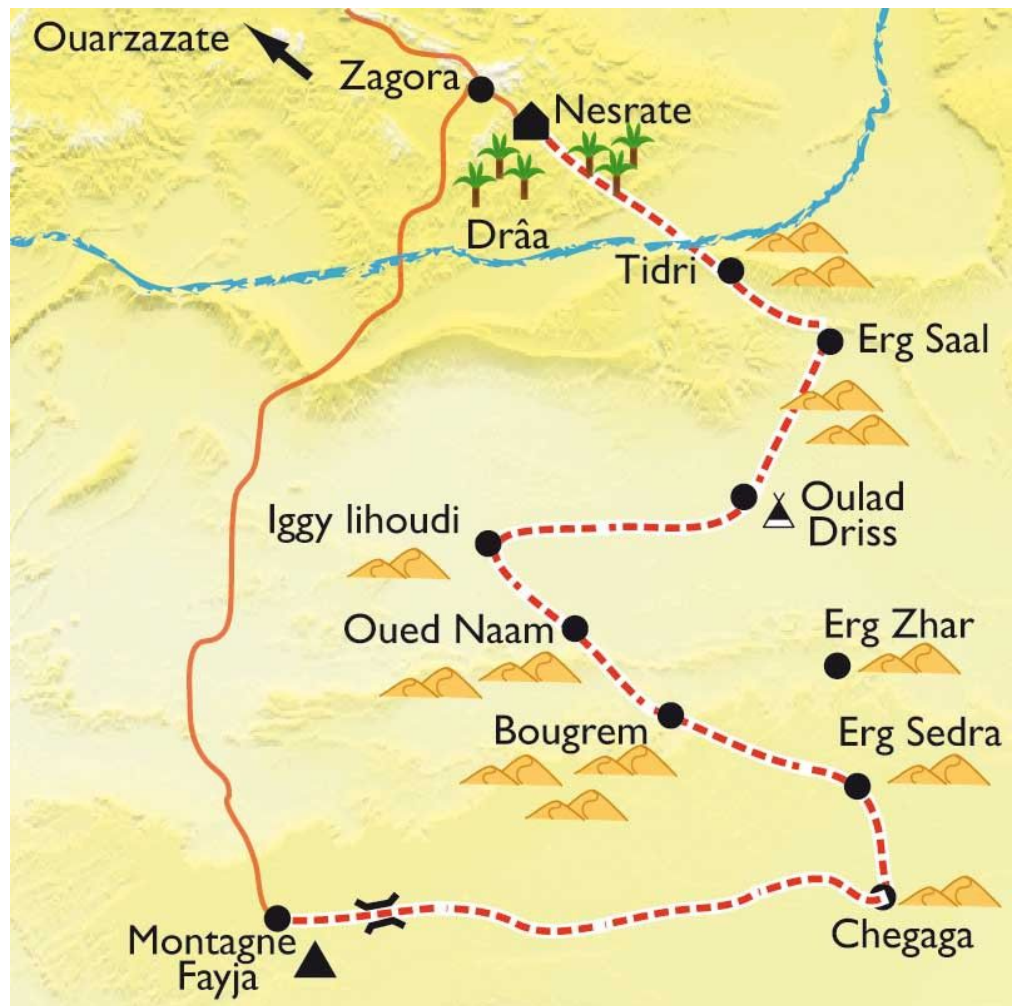 Ouarzazate
Zagora
Nesrate
Drâa
Tidri
Erg Saal
Oulad
Driss
Iggy lihoudi
Oued Naam
Erg Zhar
Bougrem
Erg Sedra
Chegaga
Montagne
Fayja